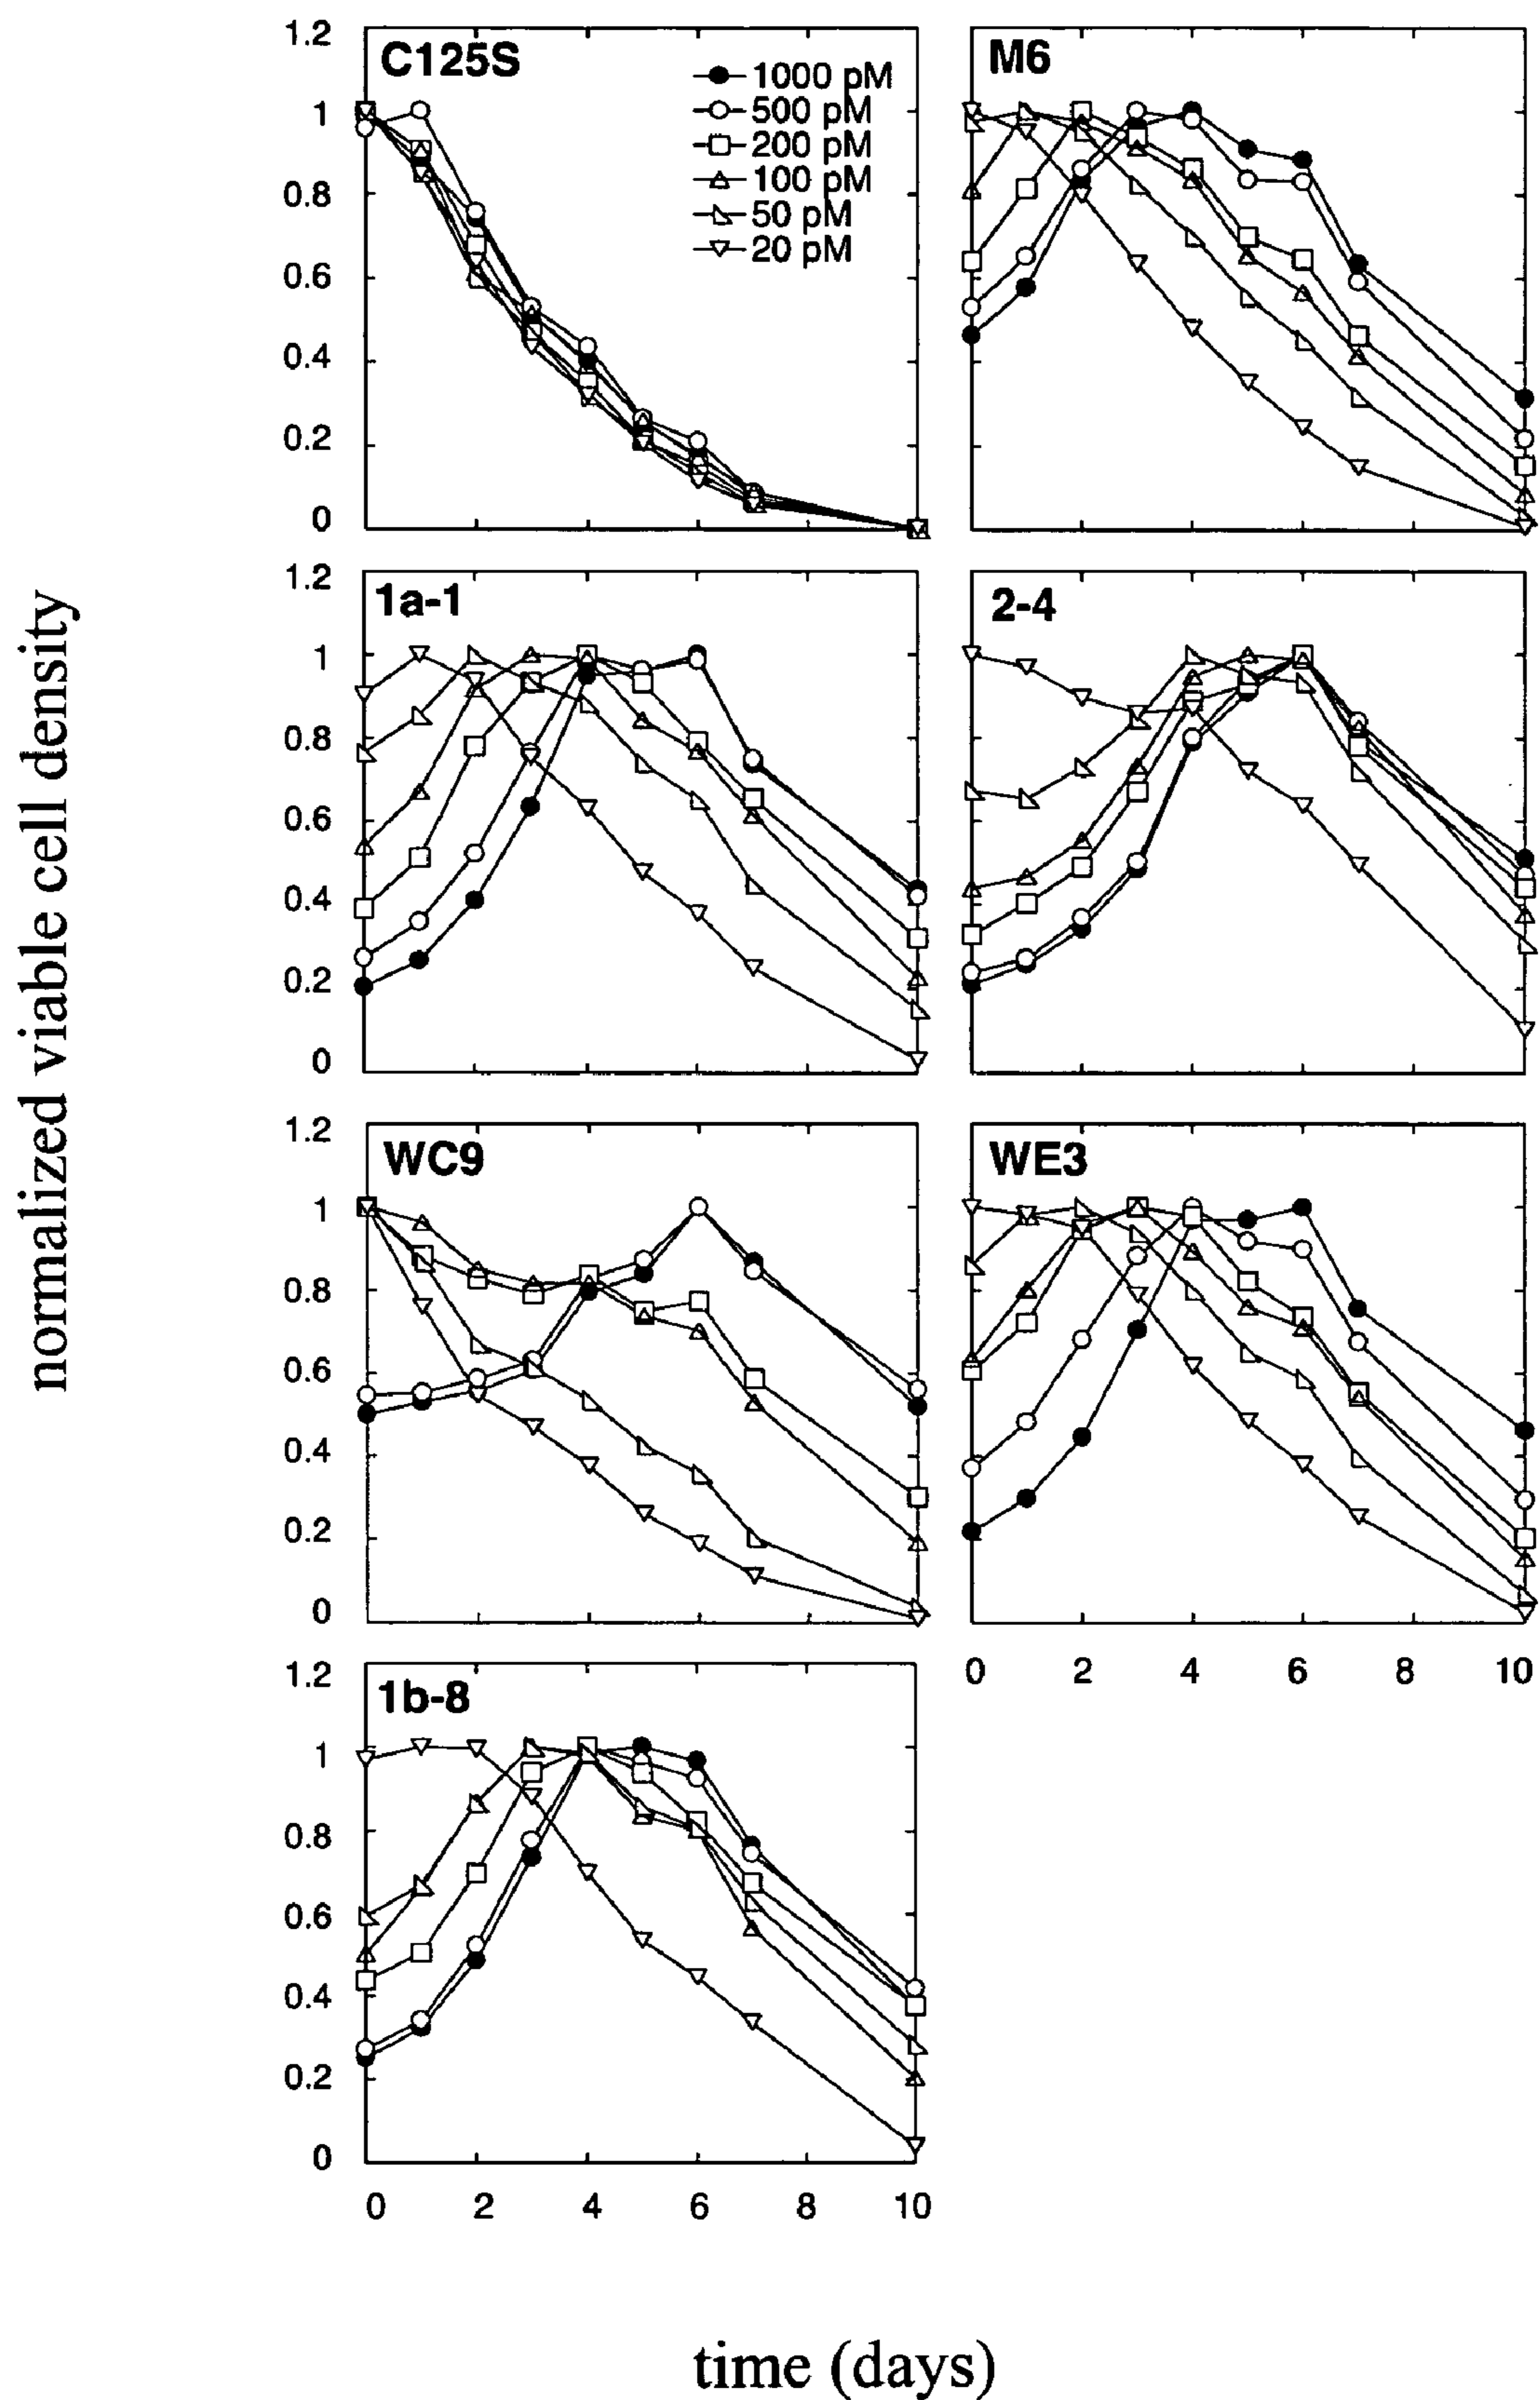 normalized viable cell density
1.2
1
0.8
0.6
0.4
0.2
0
C125S
1000 pM
500 pM
200 pM
100 pM
50 pM
20 pM
M6
1.2
1
0.8
0.6
0.4
0.2
0
1a-1
2-4
1.2
1
0.8
0.6
0.4
0.2
0
WC9
WE3
0 2 4 6 8 10
1.2
1
0.8
0.6
0.4
0.2
0
1b-8
0 2 4 6 8 10
time (days)